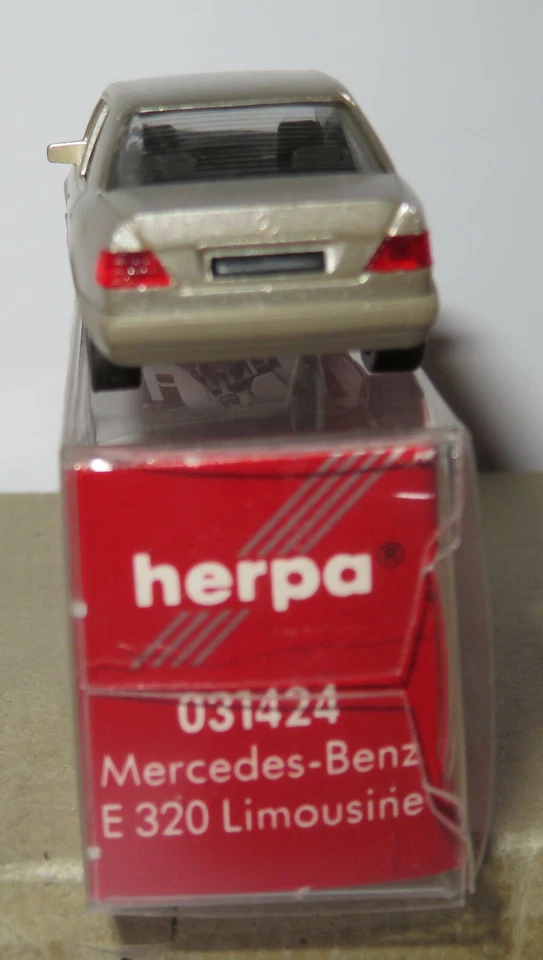 herpa®
031424
Mercedes-Benz
E 320 Limousine